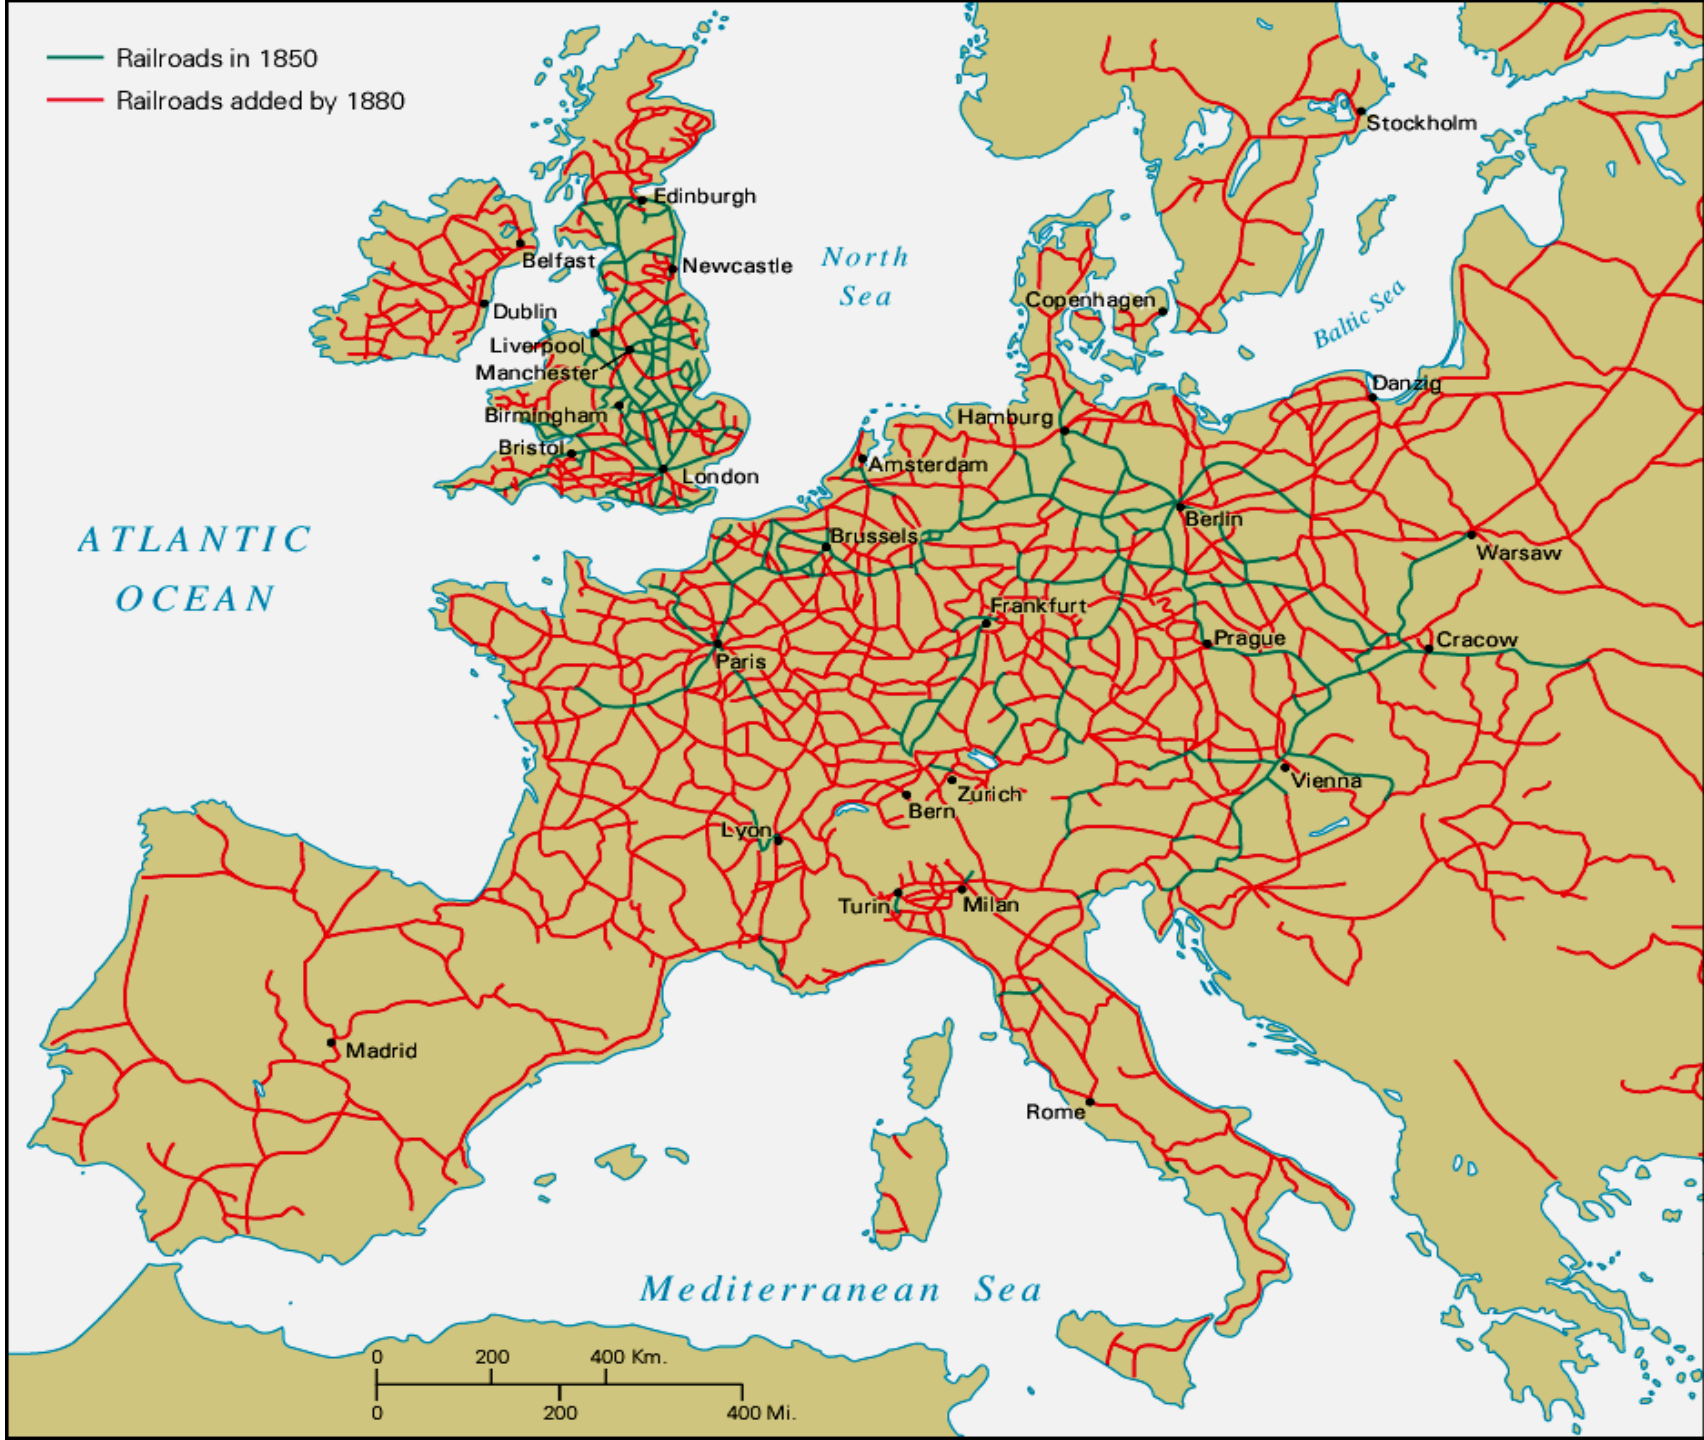 Railroads in 1850
Railroads added by 1880
Stockholm
Edinburgh
North
Sea
Belfast
Newcastle
Dublin
Copenhagen
Baltic Sea
Liverpool
Manchester
Danzig
Birmingham
Hamburg
Bristol
Amsterdam
London
ATLANTIC
OCEAN
Berlin
Brussels
Warsaw
Frankfurt
Prague
Cracow
Paris
Vienna
Zurich
Bern
Lyon
Turin
Milan
Madrid
Rome
Mediterranean Sea
0 200 400 Km.
0 200 400 Mi.